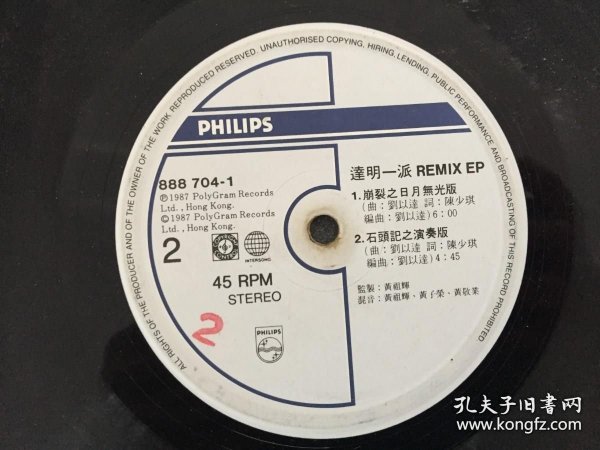 ALL RIGHTS OF THE PRODUCER AND OF THE OWNER OF THE WORK REPRODUCED RESERVED. UNAUTHORISED COPYING, HIRING, LENDING, PUBLIC PERFORMANCE AND BROADCASTING OF THIS RECORD PROHIBITED
PHILIPS
888 704-1
Ⓟ1987 PolyGram Records
Ltd., Hong Kong.
©1987 PolyGram Records
Ltd., Hong Kong.
2
INTERSONG
45 RPM
STEREO
2
PHILIPS
達明一派 REMIX EP
1.崩裂之日月無光版
(曲:劉以達 詞:陳少琪
編曲:劉以達)6:00
2.石頭記之演奏版
(曲:劉以達 詞:陳少琪
編曲:劉以達)4:45
監製:黃祖輝
混音:黃祖輝、黃子榮、黃敬業
孔夫子旧书网
www.kongfz.com